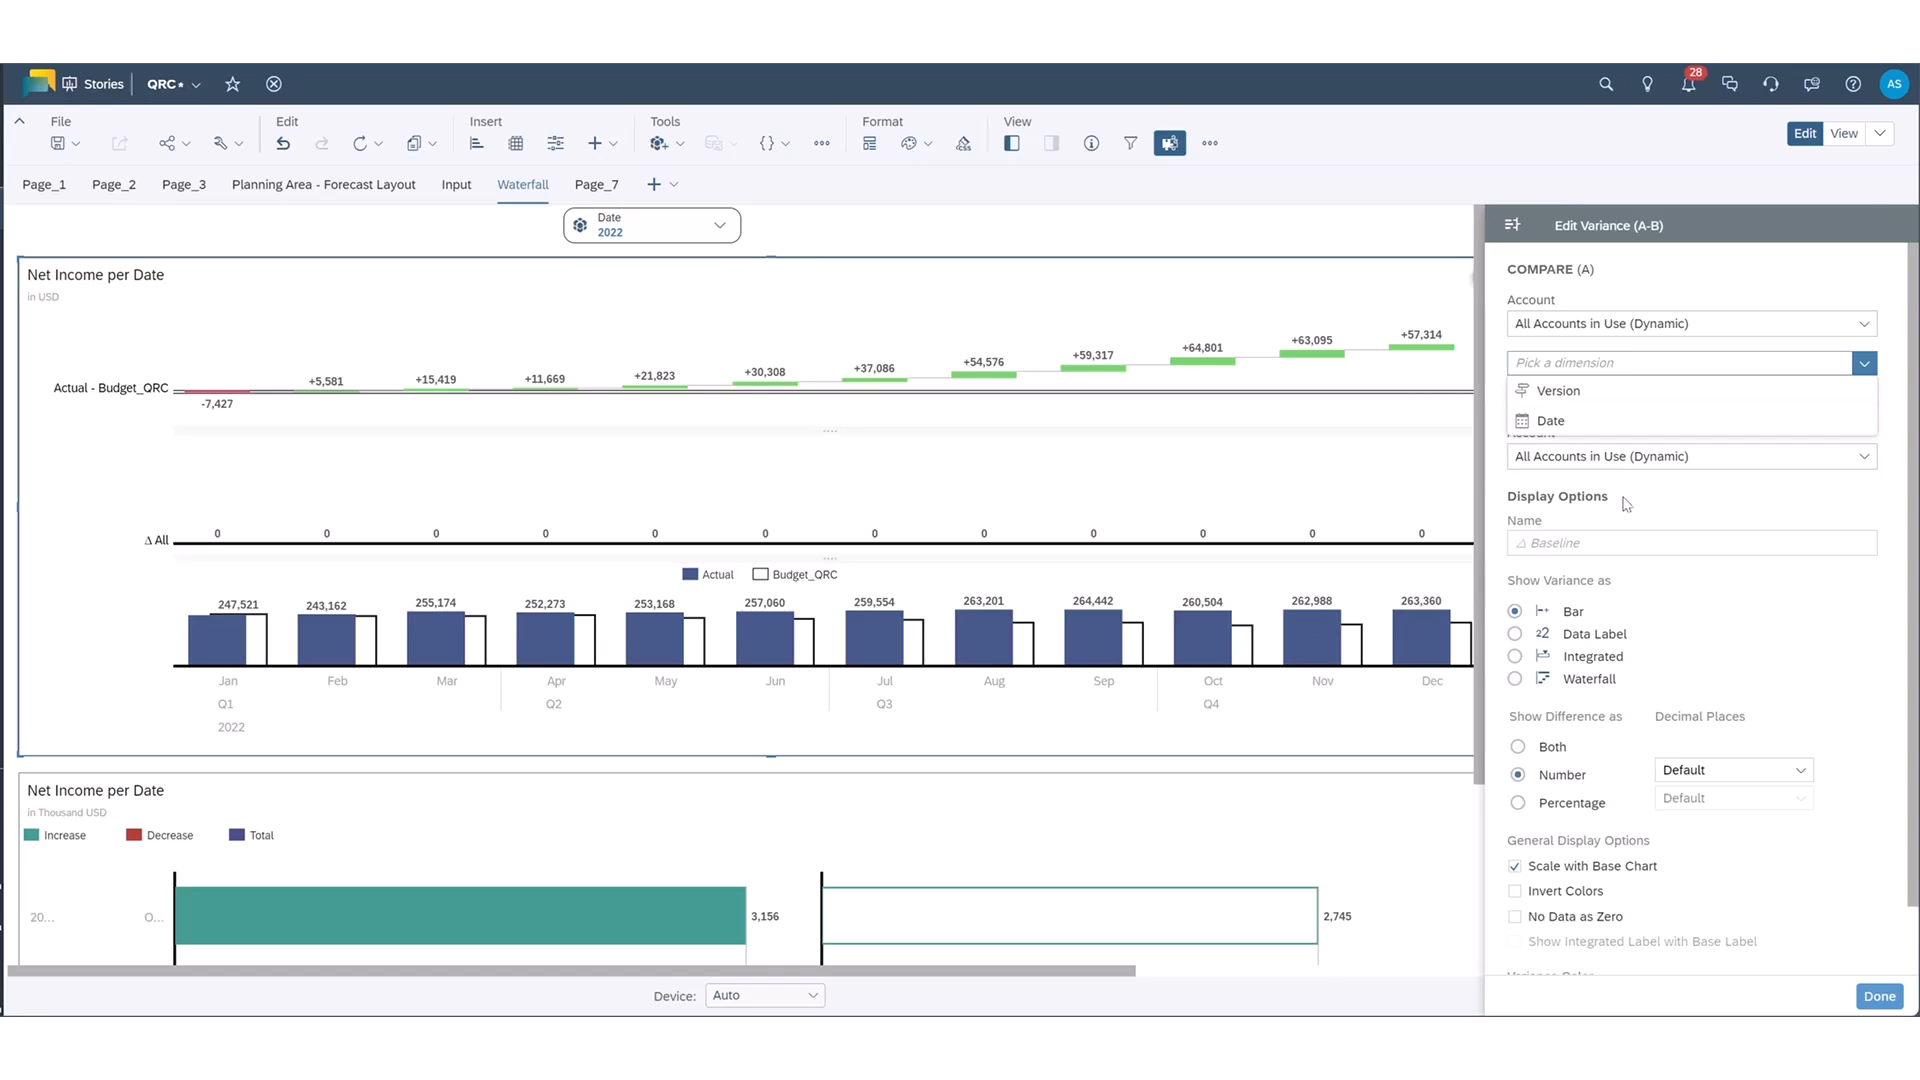 Stories
QRC*
28
AS
File
Edit
Insert
Tools
Format
View
Edit
View
Page_1
Page_2
Page_3
Planning Area - Forecast Layout
Input
Waterfall
Page_7
Date
2022
Net Income per Date
in USD
Actual - Budget_QRC
-7,427
+5,581
+15,419
+11,669
+21,823
+30,308
+37,086
+54,576
+59,317
+64,801
+63,095
+57,314
Δ All
0 0 0 0 0 0 0 0 0 0 0 0
Actual Budget_QRC
247,521 243,162 255,174 252,273 253,168 257,060 259,554 263,201 264,442 260,504 262,988 263,360
Jan Feb Mar Apr May Jun Jul Aug Sep Oct Nov Dec
Q1 Q2 Q3 Q4
2022
Net Income per Date
in Thousand USD
Increase Decrease Total
20... O...
3,156
2,745
Device: Auto
Edit Variance (A-B)
COMPARE (A)
Account
All Accounts in Use (Dynamic)
Pick a dimension
Version
Date
Account
All Accounts in Use (Dynamic)
Display Options
Name
△ Baseline
Show Variance as
Bar
22 Data Label
Integrated
Waterfall
Show Difference as
Decimal Places
Both
Number
Default
Percentage
Default
General Display Options
Scale with Base Chart
Invert Colors
No Data as Zero
Show Integrated Label with Base Label
Variance Color
Done